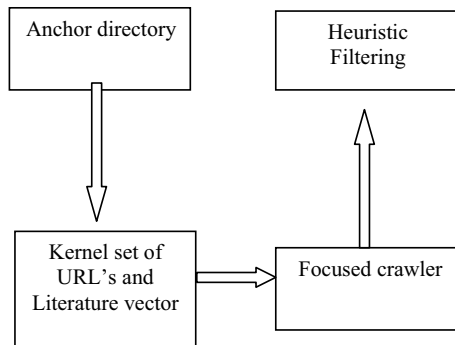 Anchor directory
Heuristic
Filtering
Kernel set of
URL's and
Literature vector
Focused crawler